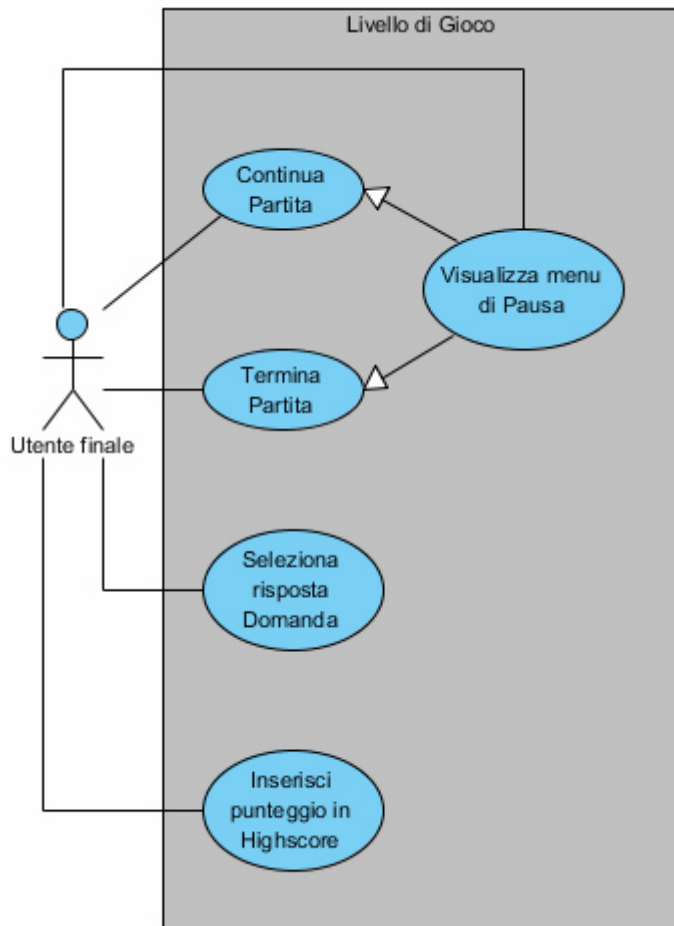 Livello di Gioco
Continua
Partita
Visualizza menu
di Pausa
Termina
Partita
Utente finale
Seleziona
risposta
Domanda
Inserisci
punteggio in
Highscore